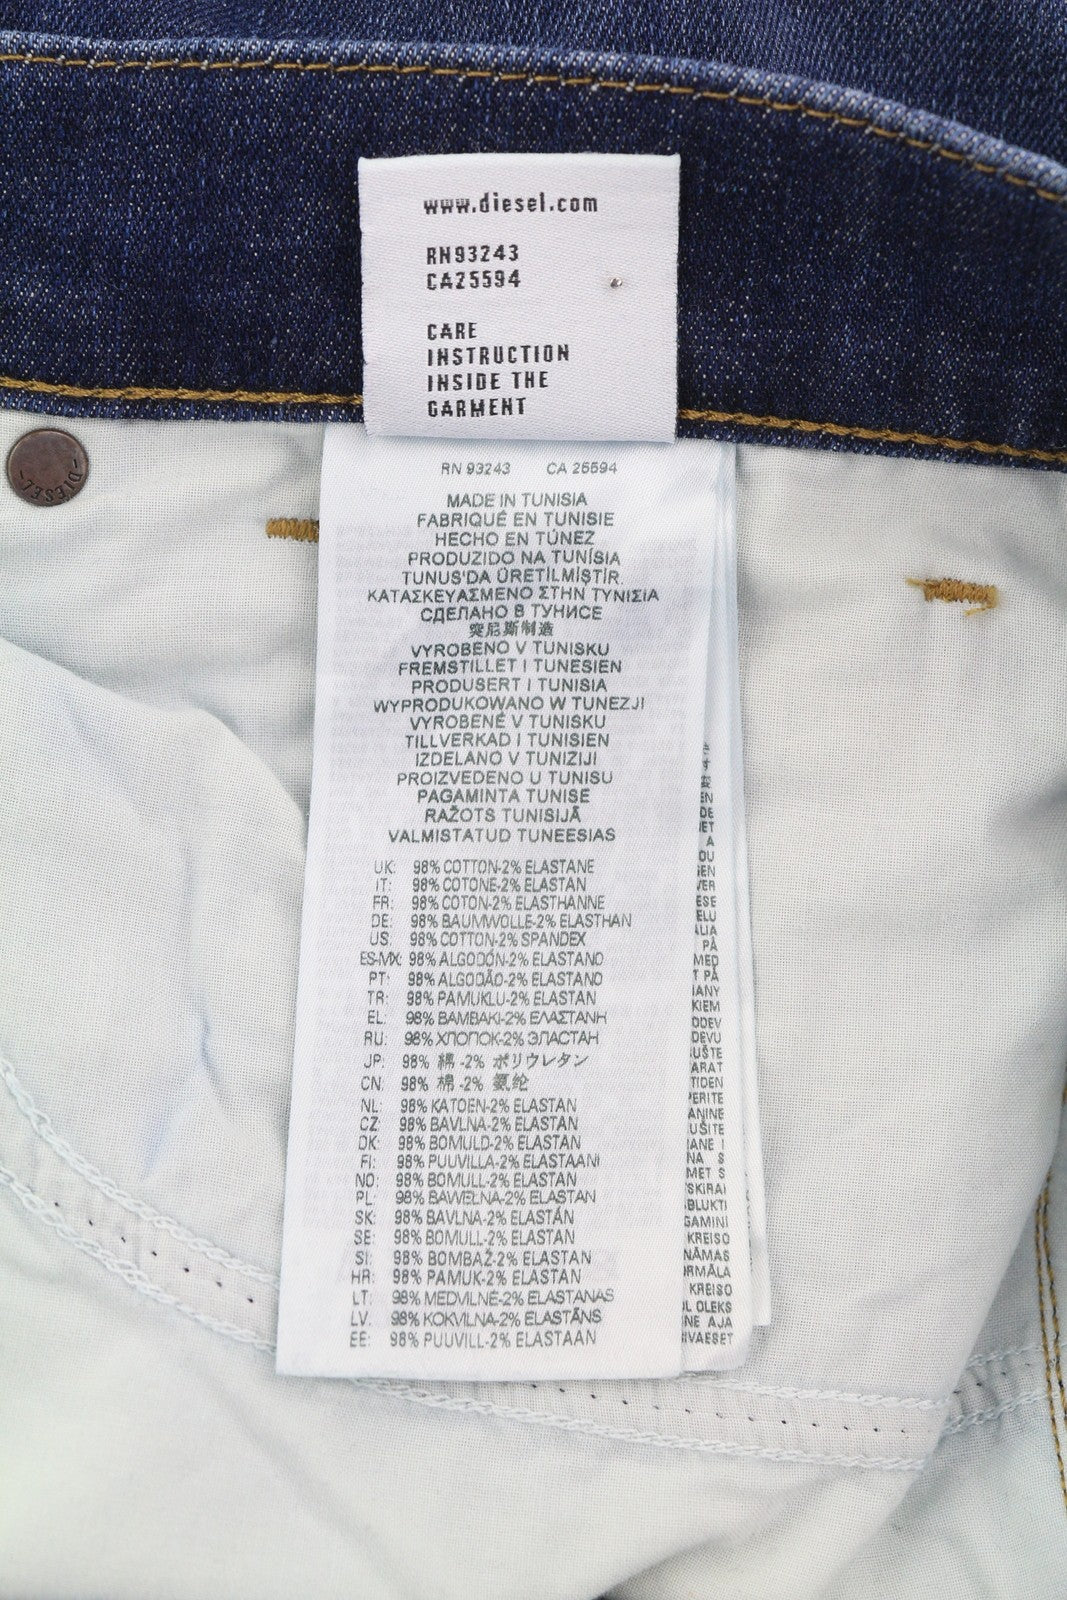 www.diesel.com
RN93243
CA25594
CARE
INSTRUCTION
INSIDE THE
GARMENT
DIESEL
RN 93243 CA 25594
MADE IN TUNISIA
FABRIQUÉ EN TUNISIE
HECHO EN TÚNEZ
PRODUZIDO NA TUNÍSIA
TUNUS'DA ÜRETİLMİŞTİR.
ΚΑΤΑΣΚΕΥΑΣΜΕΝΟ ΣΤΗΝ ΤΥΝΙΣΙΑ
СДЕЛАНО В ТУНИСЕ
突尼斯制造
VYROBENO V TUNISKU
FREMSTILLET I TUNESIEN
PRODUSERT I TUNISIA
WYPRODUKOWANO W TUNEZJI
VYROBENÉ V TUNISKU
TILLVERKAD I TUNISIEN
IZDELANO V TUNIZIJI
PROIZVEDENO U TUNISU
PAGAMINTA TUNISE
RAŽOTS TUNISIJĀ
VALMISTATUD TUNEESIAS
UK: 98% COTTON-2% ELASTANE
IT: 98% COTONE-2% ELASTAN
FR: 98% COTON-2% ELASTHANNE
DE: 98% BAUMWOLLE-2% ELASTHAN
US: 98% COTTON-2% SPANDEX
ES-MX: 98% ALGODÓN-2% ELASTANO
PT: 98% ALGODÃO-2% ELASTANO
TR: 98% PAMUKLU-2% ELASTAN
EL: 98% ΒΑΜΒΑΚΙ-2% ΕΛΑΣΤΑΝΗ
RU: 98% ХЛОПОК-2% ЭЛАСТАН
JP: 98% 綿 -2% ポリウレタン
CN: 98% 棉 -2% 氨纶
NL: 98% KATOEN-2% ELASTAN
CZ: 98% BAVLNA-2% ELASTAN
DK: 98% BOMULD-2% ELASTAN
FI: 98% PUUVILLA-2% ELASTAANI
NO: 98% BOMULL-2% ELASTAN
PL: 98% BAWEŁNA-2% ELASTAN
SK: 98% BAVLNA-2% ELASTÁN
SE: 98% BOMULL-2% ELASTAN
SI: 98% BOMBAŽ-2% ELASTAN
HR: 98% PAMUK-2% ELASTAN
LT: 98% MEDVILNĖ-2% ELASTANAS
LV: 98% KOKVILNA-2% ELASTĀNS
EE: 98% PUUVILL-2% ELASTAAN